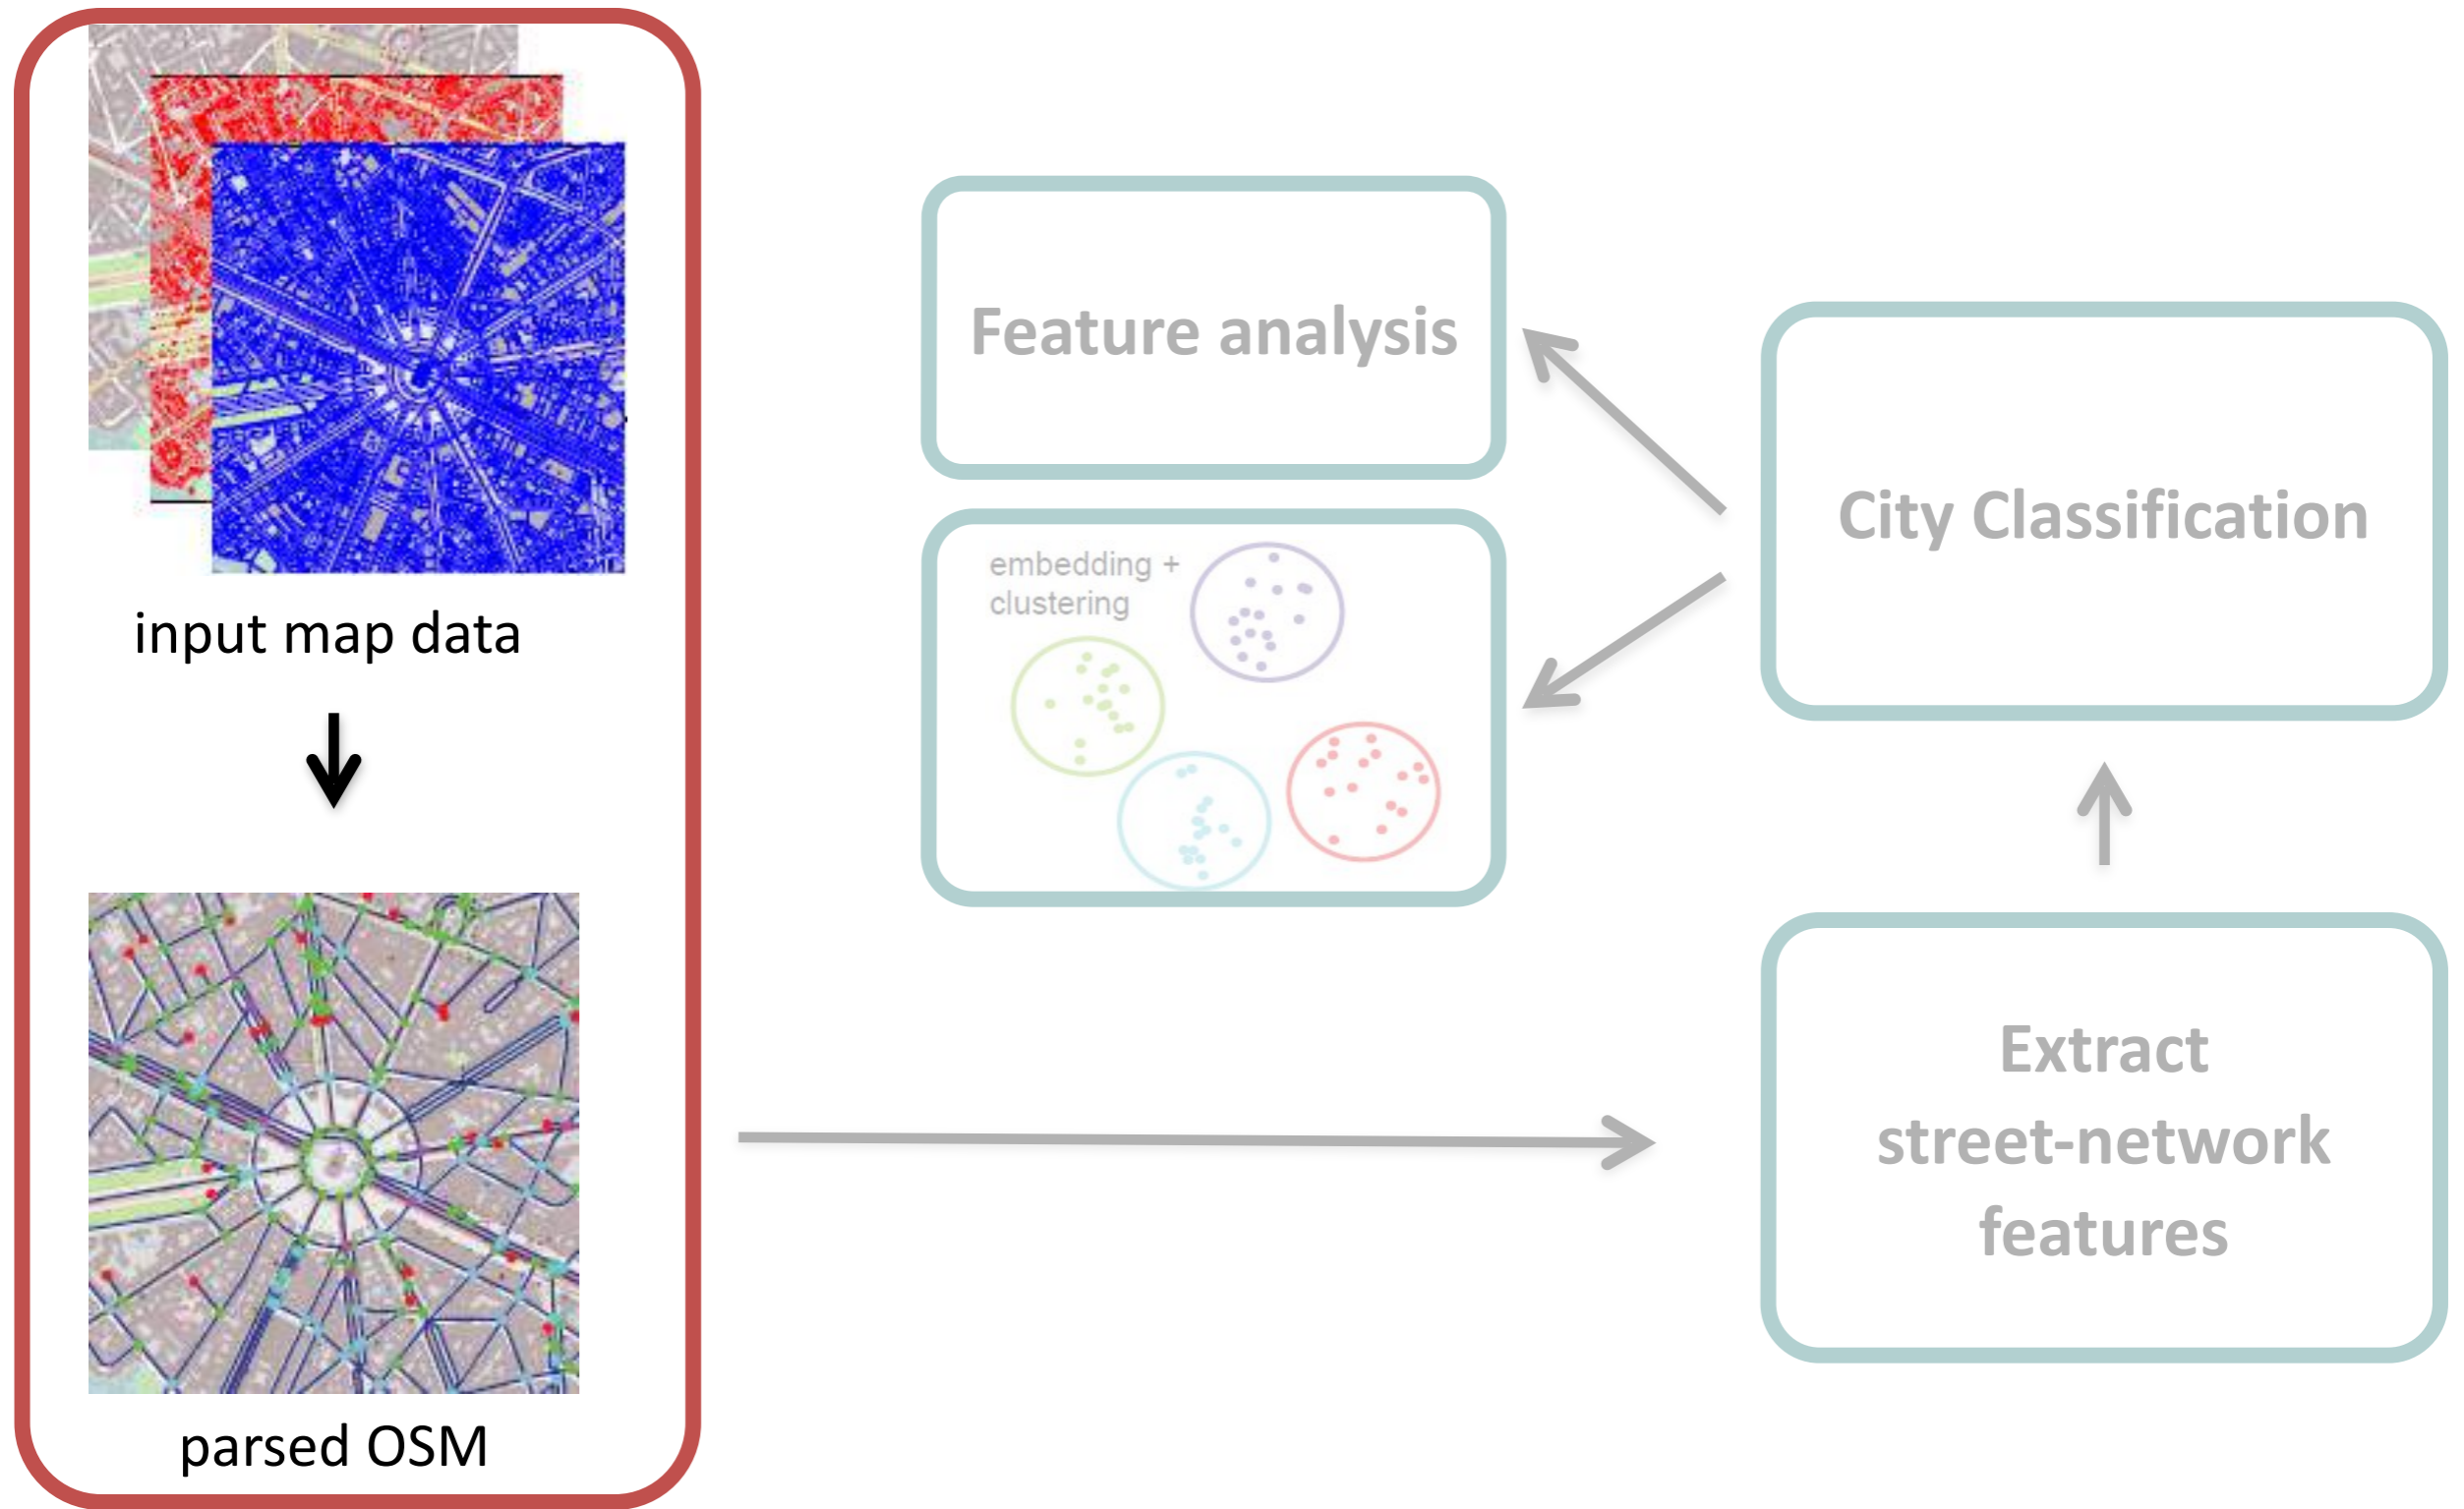 input map data
parsed OSM
Feature analysis
embedding +
clustering
City Classification
Extract
street-network
features